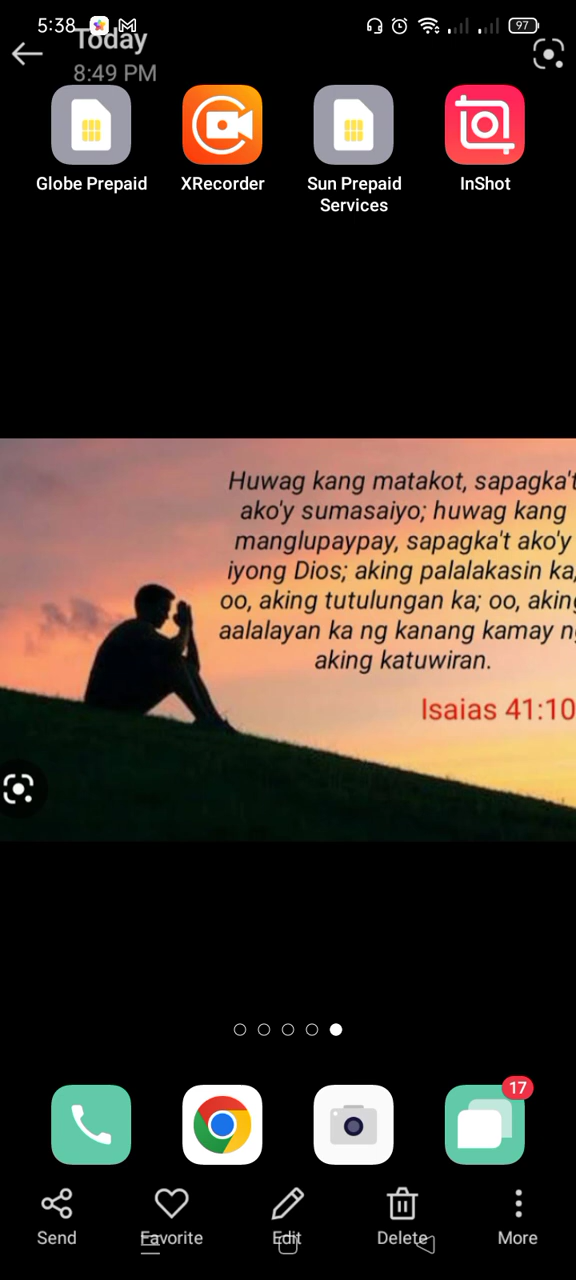 5:38
97
Today
8:49 PM
Globe Prepaid
XRecorder
Sun Prepaid
Services
InShot
Huwag kang matakot, sapagka't
ako'y sumasaiyo; huwag kang
manglupaypay, sapagka't ako'y
iyong Dios; aking palalakasin ka;
oo, aking tutulungan ka; oo, aking
aalalayan ka ng kanang kamay ng
aking katuwiran.
Isaias 41:10
17
Send
Favorite
Edit
Delete
More